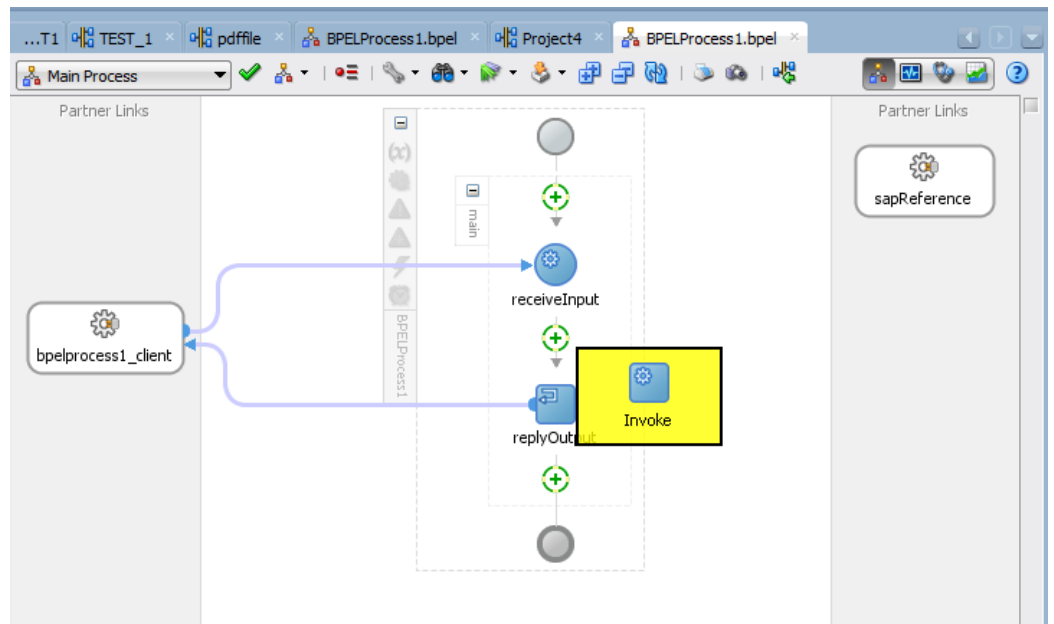 ...T1 TEST_1 pdffile BPELProcess1.bpel Project4 BPELProcess1.bpel
Main Process
Partner Links
Partner Links
(x)
sapReference
main
receiveInput
BPELProcess1
bpelprocess1_client
Invoke
replyOutput